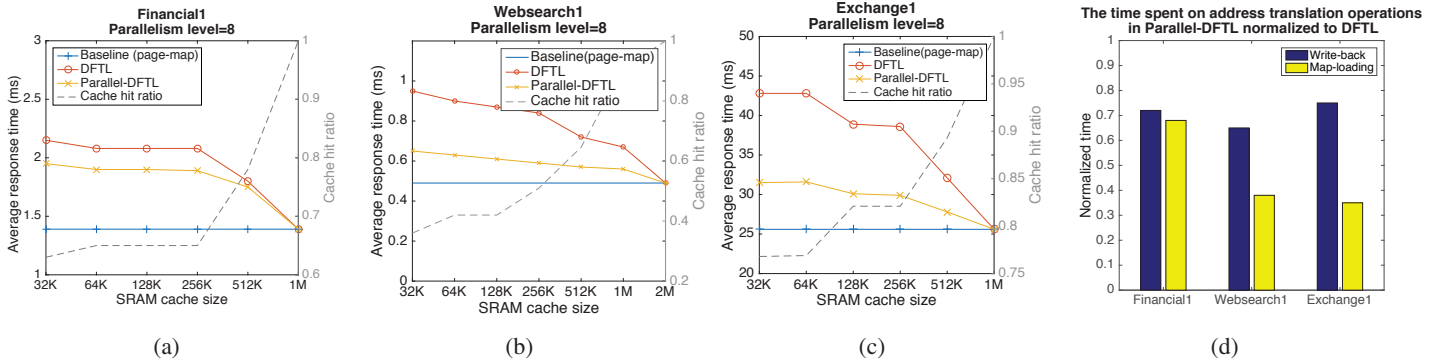 Financial1
Parallelism level=8
Average response time (ms)
3
2.5
2
1.5
1
Baseline (page-map)
DFTL
Parallel-DFTL
Cache hit ratio
1
0.9
0.8
0.7
0.6
Cache hit ratio
32K 64K 128K 256K 512K 1M
SRAM cache size
(a)
Websearch1
Parallelism level=8
Average response time (ms)
1
0.9
0.7
0.5
0.4
0.2
0
Baseline(page-map)
DFTL
Parallel-DFTL
Cache hit ratio
1
0.8
0.6
0.4
0.2
Cache hit ratio
32K 64K 128K 256K 512K 1M 2M
SRAM cache size
(b)
Exchange1
Parallelism level=8
Average response time (ms)
50
45
40
35
30
25
20
Baseline(page-map)
DFTL
Parallel-DFTL
Cache hit ratio
1
0.95
0.9
0.85
0.8
0.75
Cache hit ratio
32K 64K 128K 256K 512K 1M
SRAM cache size
(c)
The time spent on address translation operations
in Parallel-DFTL normalized to DFTL
Normalized time
1
0.9
0.8
0.7
0.6
0.5
0.4
0.3
0.2
0.1
0
Write-back
Map-loading
Financial1 Websearch1 Exchange1
(d)